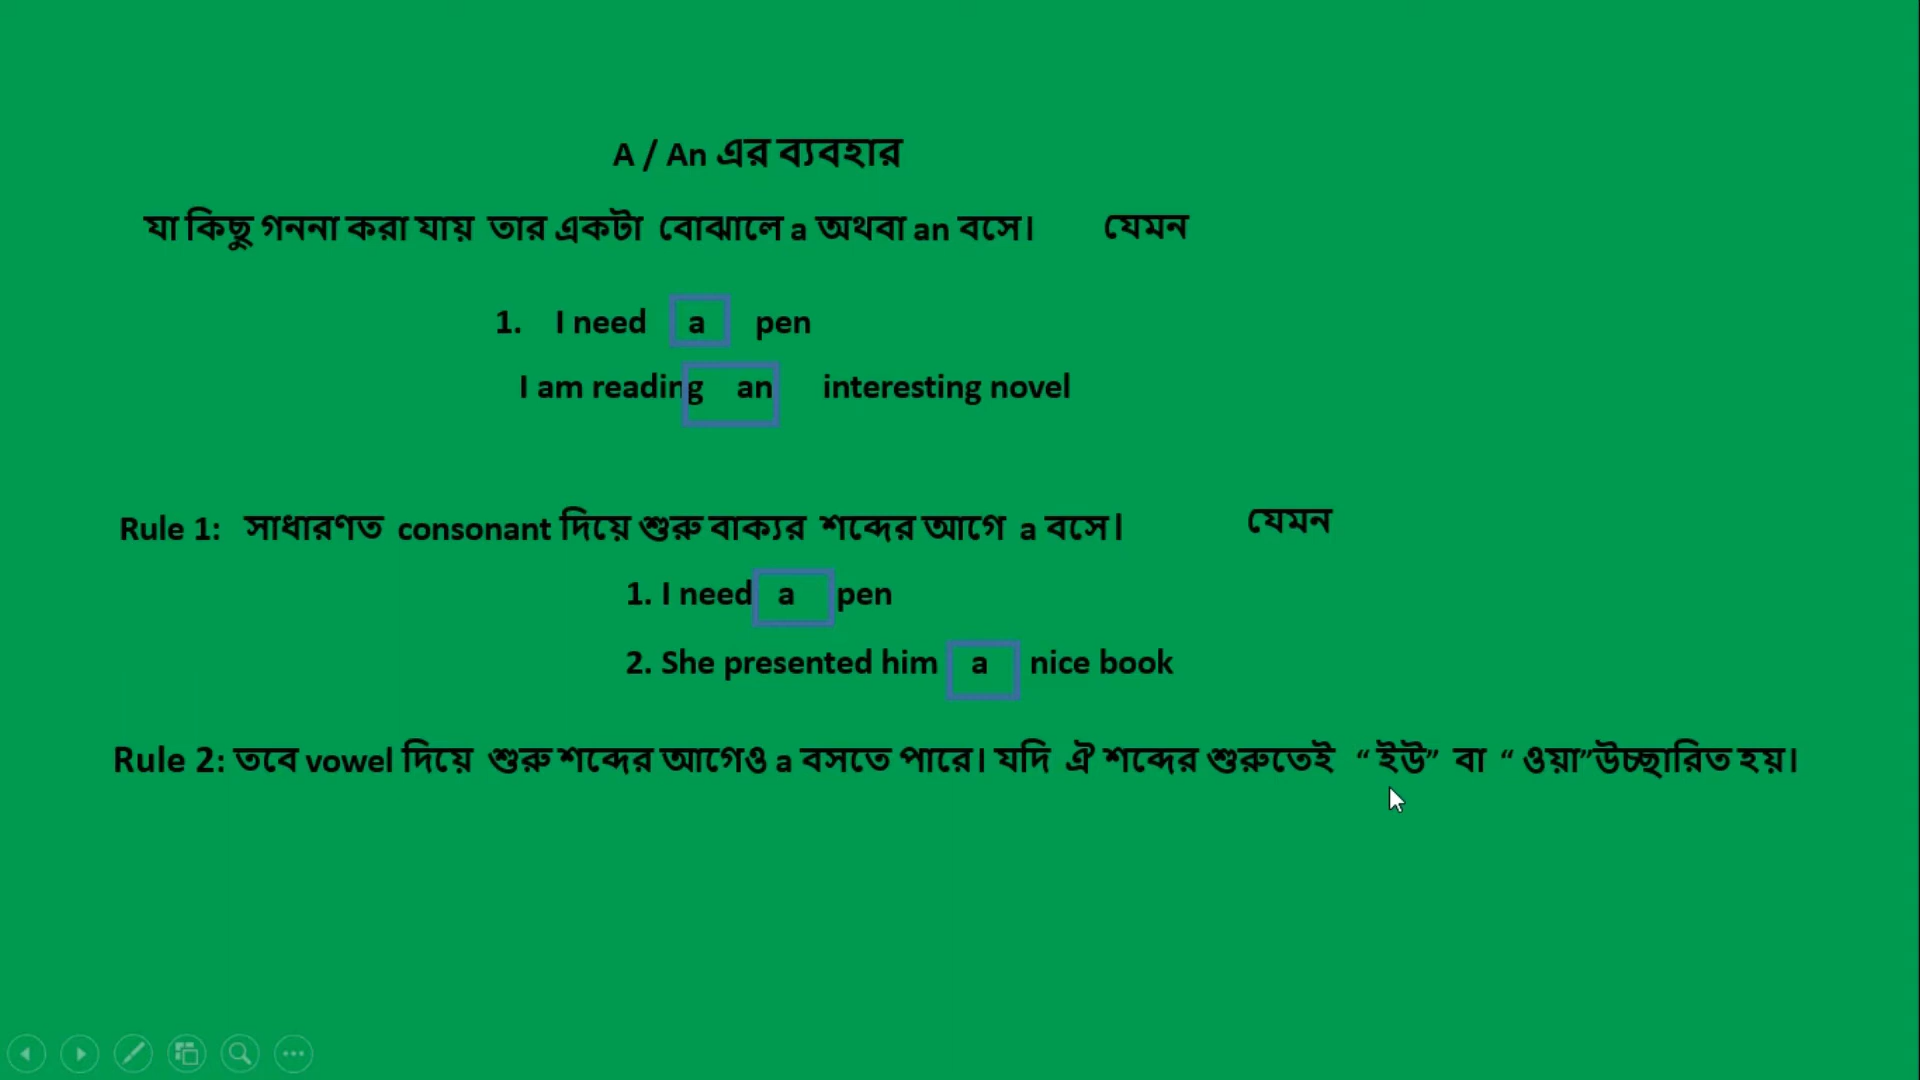 A / An এর ব্যবহার
যা কিছু গননা করা যায় তার একটা বোঝালে a অথবা an বসে। যেমন
1. I need a pen
I am reading an interesting novel
Rule 1: সাধারণত consonant দিয়ে শুরু বাক্যর শব্দের আগে a বসে। যেমন
1. I need a pen
2. She presented him a nice book
Rule 2: তবে vowel দিয়ে শুরু শব্দের আগেও a বসতে পারে। যদি ঐ শব্দের শুরুতেই “ ইউ” বা “ ওয়া”উচ্ছারিত হয়।